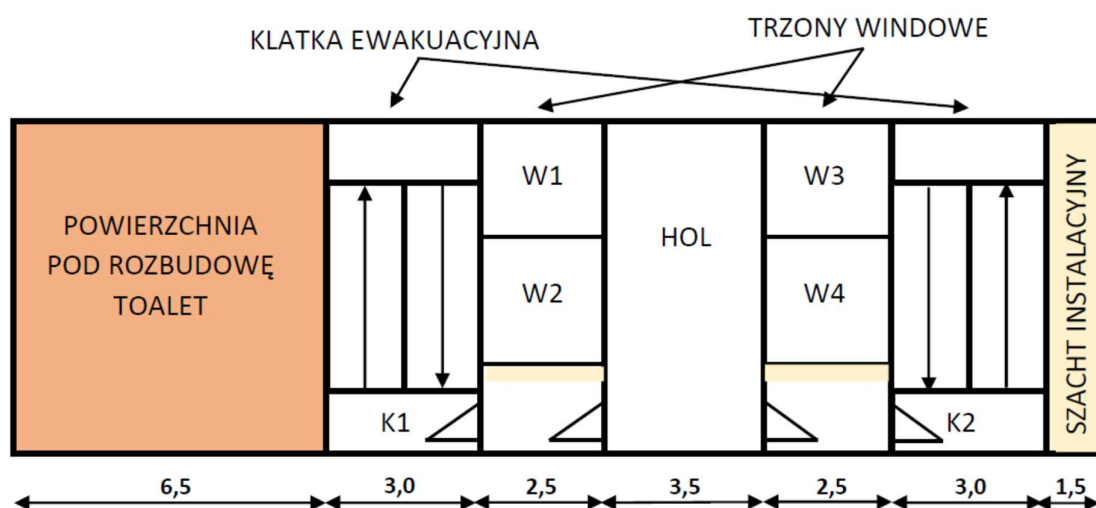 KLATKA EWAKUACYJNA
TRZONY WINDOWE
POWIERZCHNIA
POD ROZBUDOWĘ
TOALET
W1
W2
HOL
W3
W4
K1
K2
SZACHT INSTALACYJNY
6,5
3,0
2,5
3,5
2,5
3,0
1,5